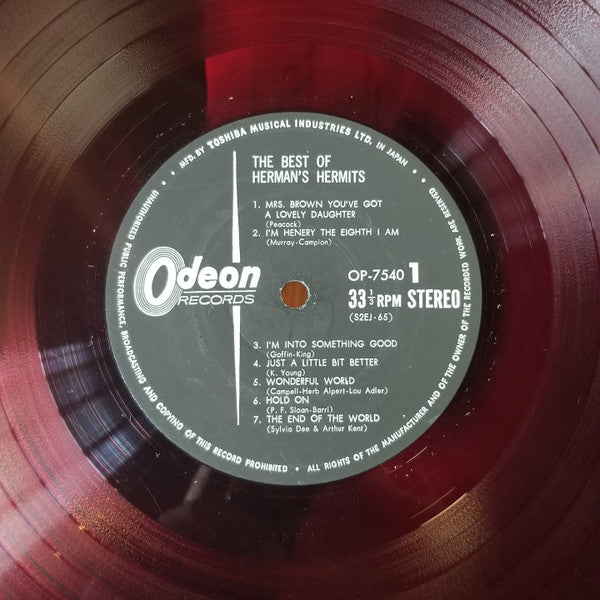 MFD. BY TOSHIBA MUSICAL INDUSTRIES LTD. IN JAPAN
THE BEST OF
HERMAN'S HERMITS
1. MRS. BROWN YOU'VE GOT
A LOVELY DAUGHTER
(Peacock)
2. I'M HENERY THE EIGHTH I AM
(Murray-Campion)
Odeon
RECORDS
OP-7540 1
33 1/3 RPM STEREO
(S2EJ-65)
3. I'M INTO SOMETHING GOOD
(Goffin-King)
4. JUST A LITTLE BIT BETTER
(K. Young)
5. WONDERFUL WORLD
(Campell-Herb Alpert-Lou Adler)
6. HOLD ON
(P. F. Sloan-Barri)
7. THE END OF THE WORLD
(Sylvia Dee & Arthur Kent)
UNAUTHORIZED PUBLIC PERFORMANCE, BROADCASTING AND COPYING OF THIS RECORD PROHIBITED • ALL RIGHTS OF THE MANUFACTURER AND OF THE OWNER OF THE RECORDED WORK ARE RESERVED